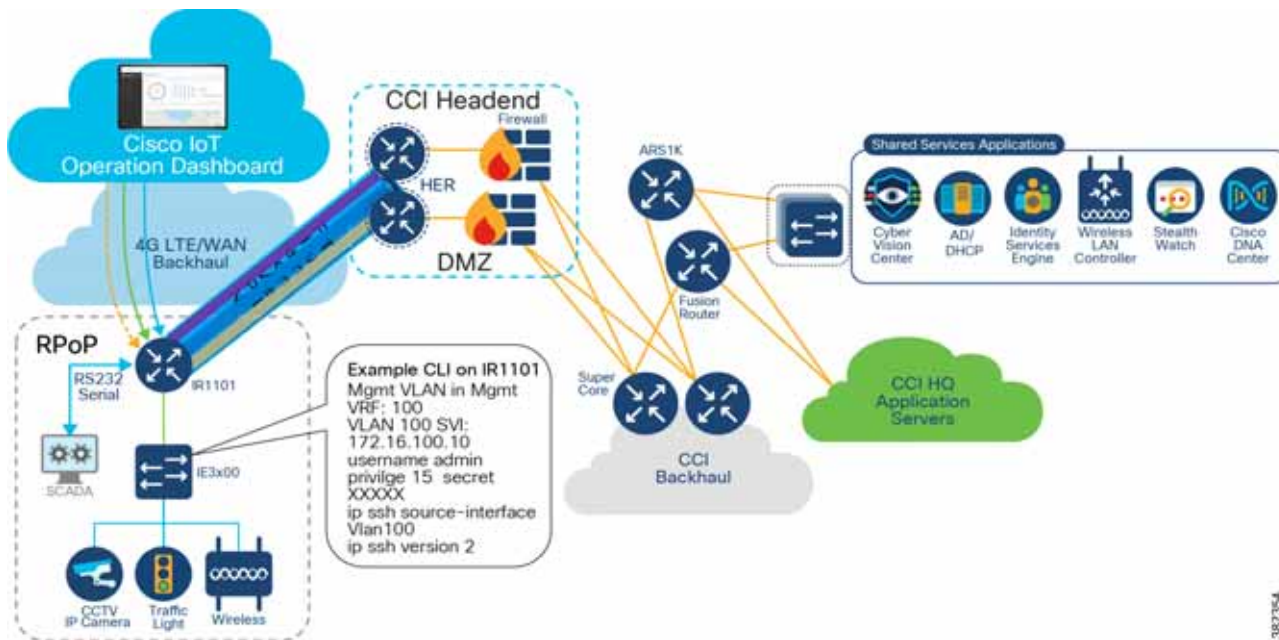 Cisco IoT
Operation Dashboard
4G LTE/WAN
Backhaul
CCI Headend
Firewall
HER
DMZ
ARS1K
Fusion
Router
Shared Services Applications
Cyber
Vision
Center
AD/
DHCP
Identity
Services
Engine
Wireless
LAN
Controller
Stealth
Watch
Cisco
DNA
Center
RPoP
RS232
Serial
IR1101
SCADA
IE3x00
CCTV
IP Camera
Traffic
Light
Wireless
Example CLI on IR1101
Mgmt VLAN in Mgmt
VRF: 100
VLAN 100 SVI:
172.16.100.10
username admin
privilge 15 secret
XXXXX
ip ssh source-interface
Vlan100
ip ssh version 2
Super
Core
CCI
Backhaul
CCI HQ
Application
Servers
387354